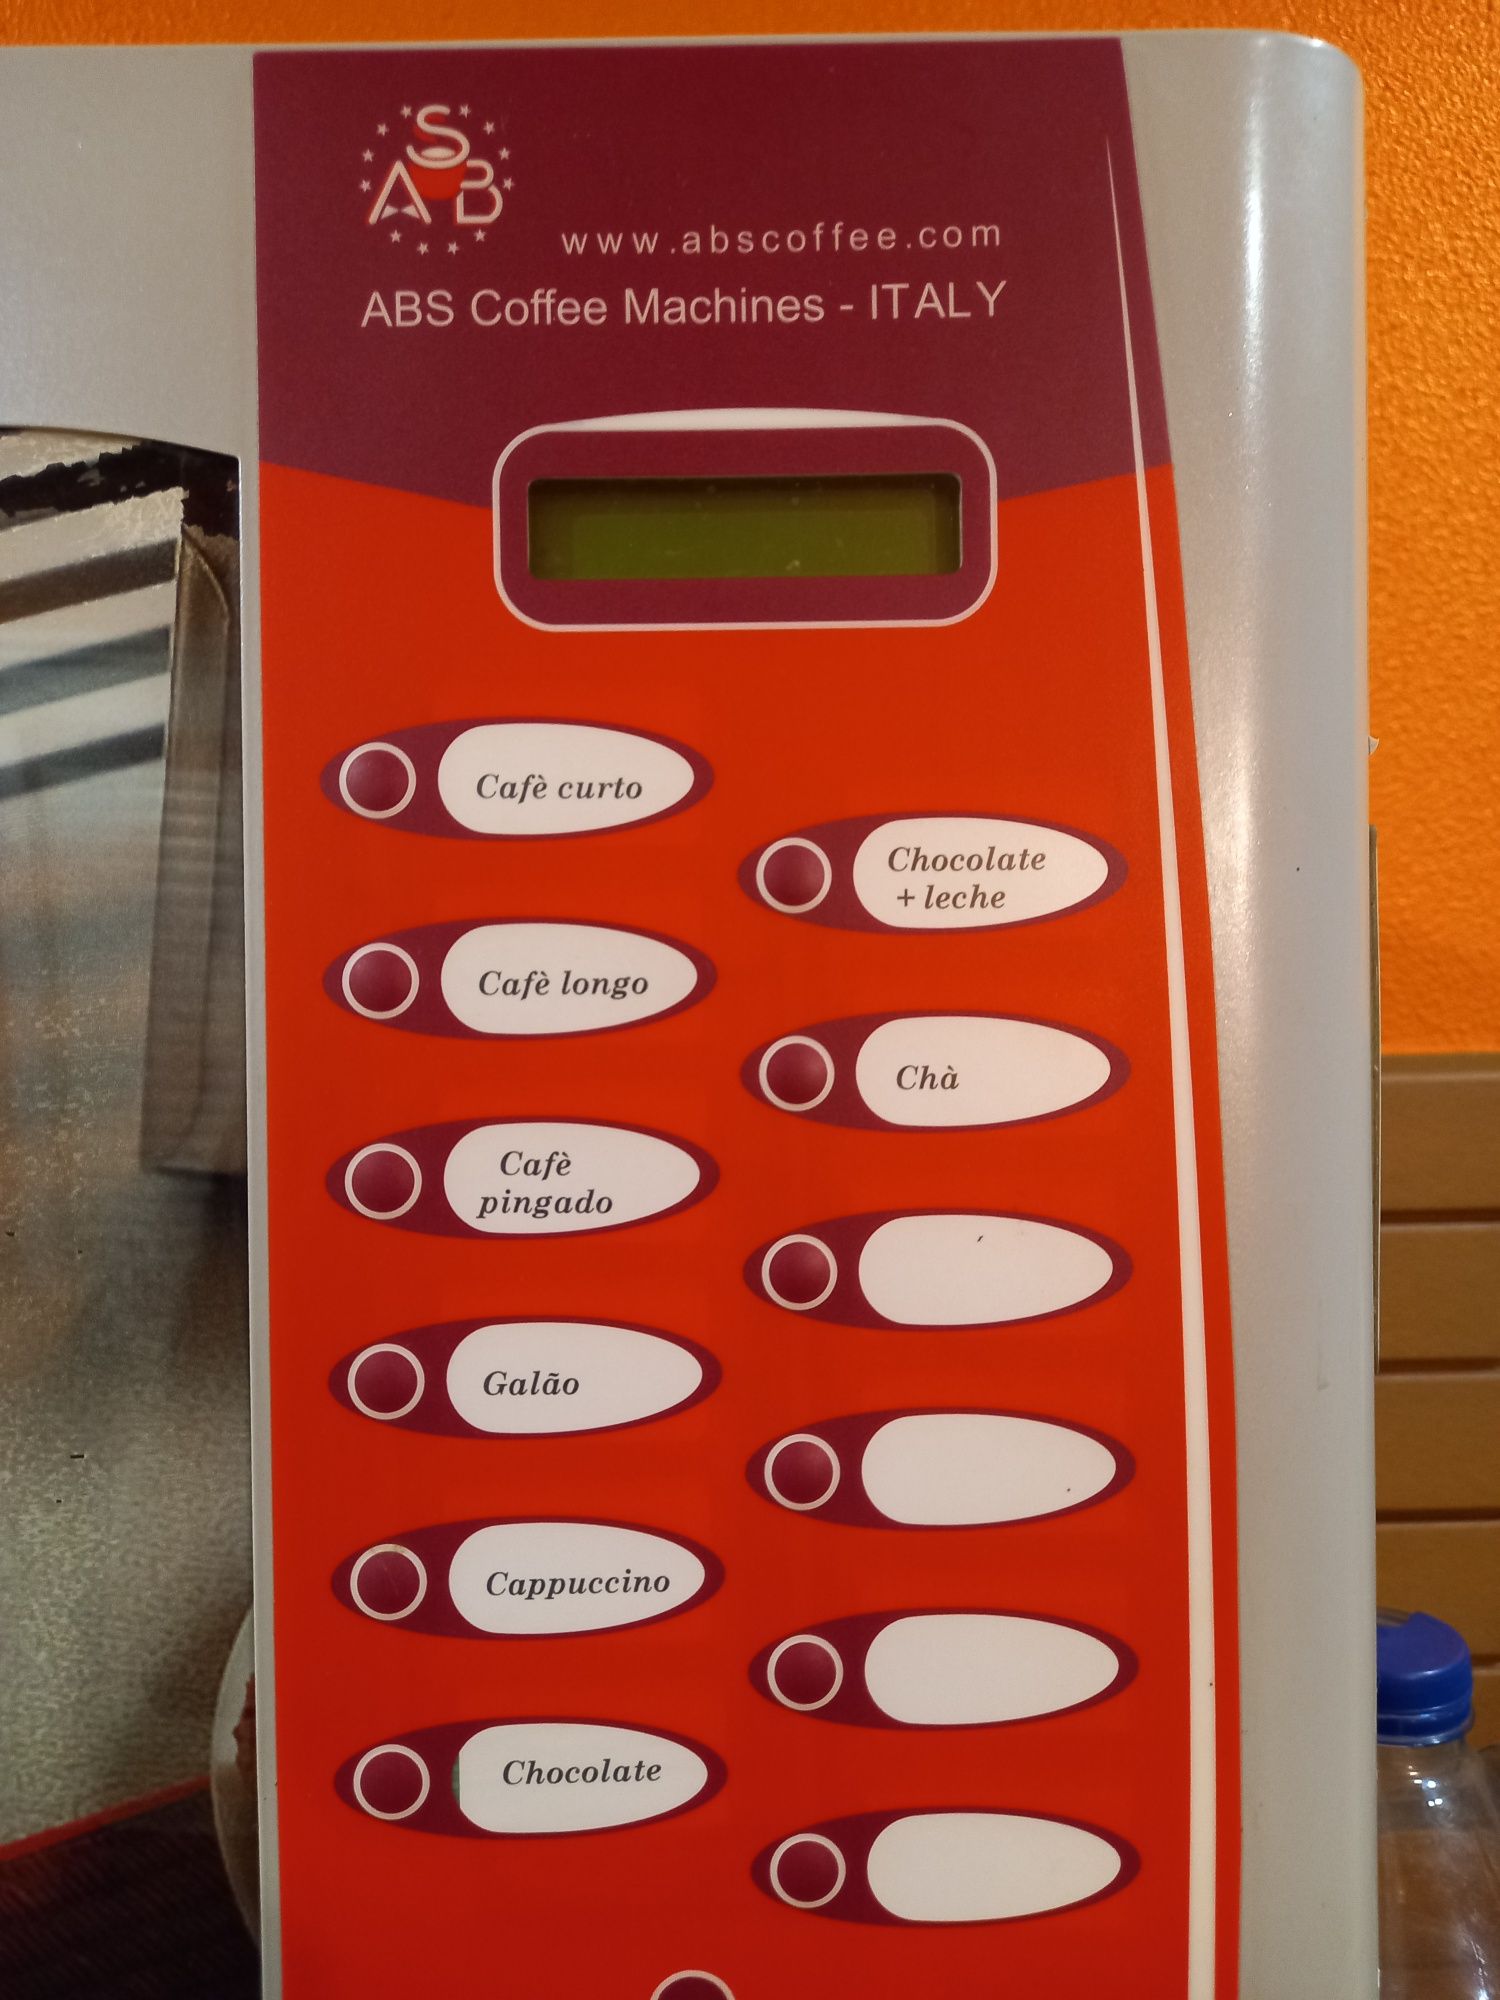 ASB
www.abscoffee.com
ABS Coffee Machines - ITALY
Cafè curto
Cafè longo
Cafè
pingado
Galão
Cappuccino
Chocolate
Chocolate
+ leche
Chà